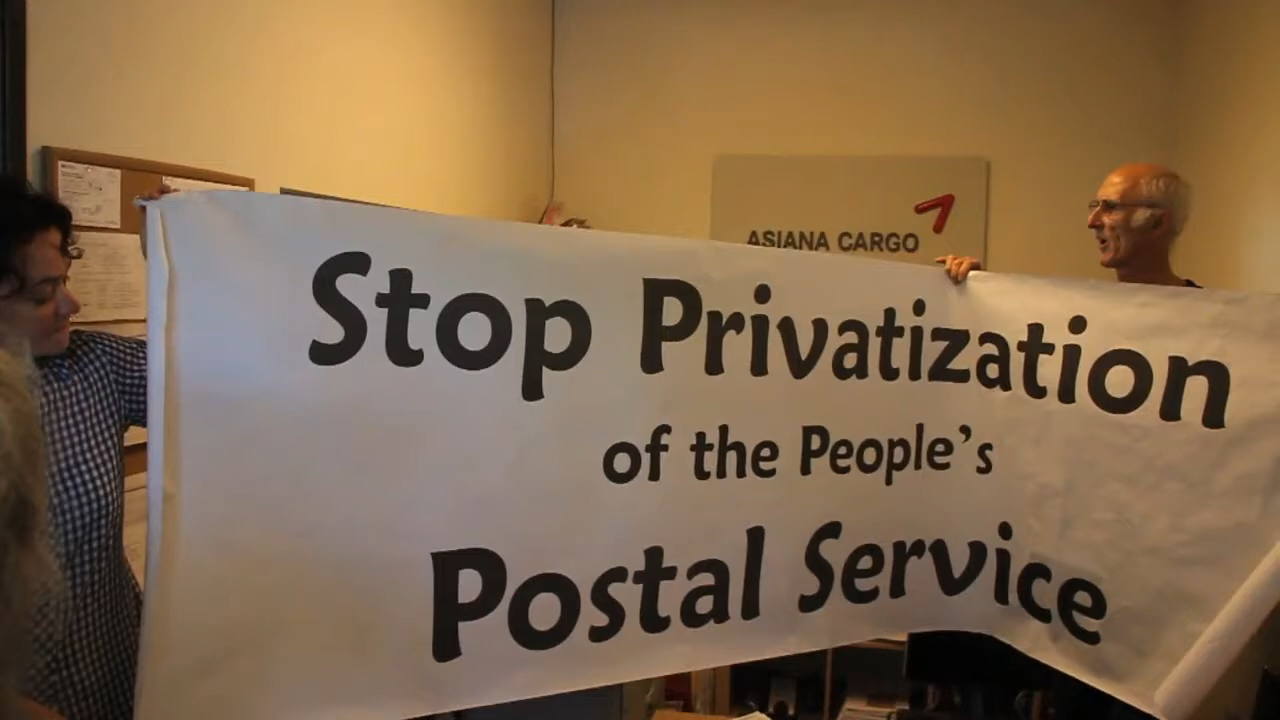 ASIANA CARGO
Stop Privatization
of the People's
Postal Service